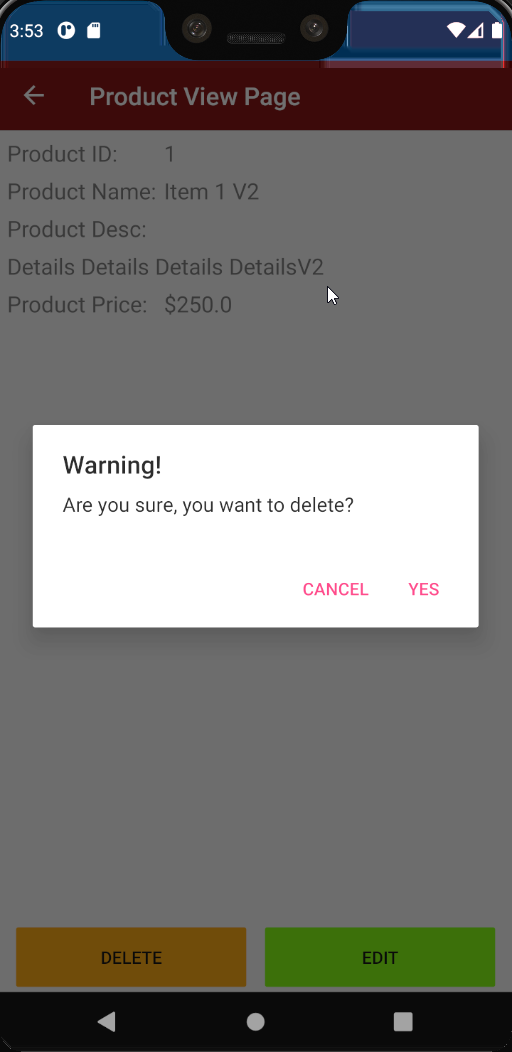 3:53
Product View Page
Product ID: 1
Product Name: Item 1 V2
Product Desc:
Details Details Details DetailsV2
Product Price: $250.0
Warning!
Are you sure, you want to delete?
CANCEL YES
DELETE EDIT